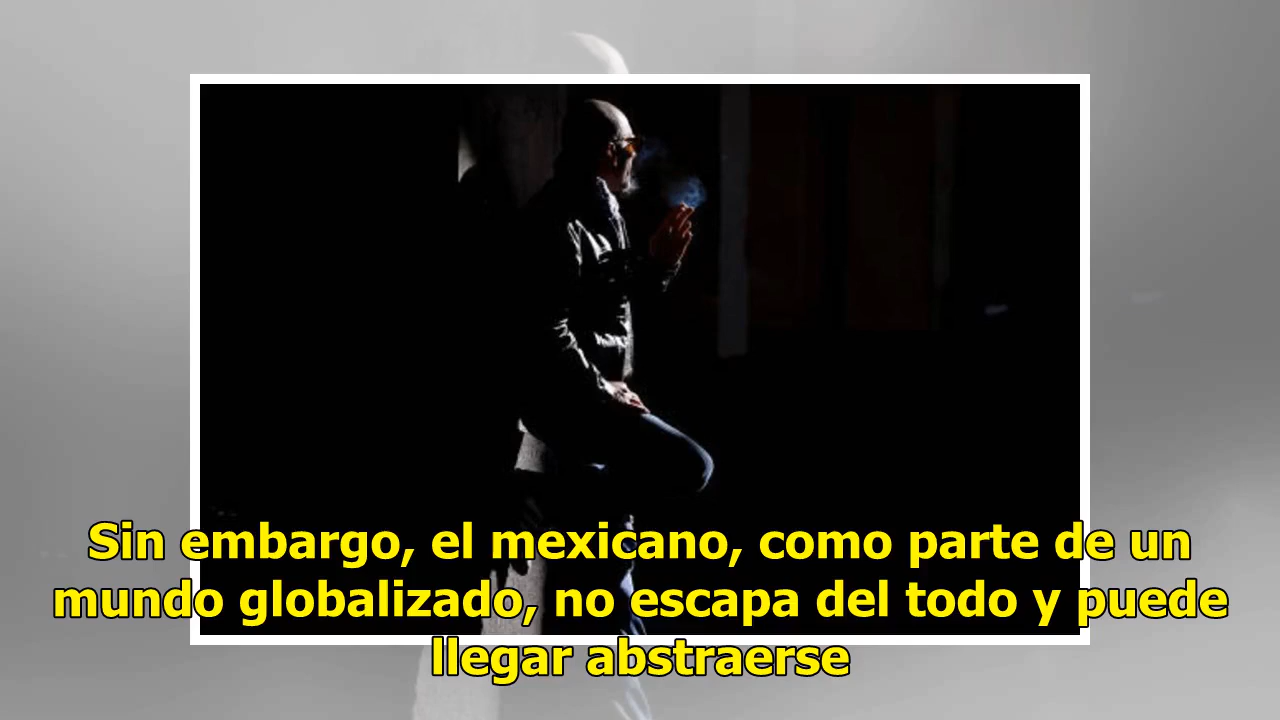 Sin embargo, el mexicano, como parte de un
mundo globalizado, no escapa del todo y puede
llegar abstraerse